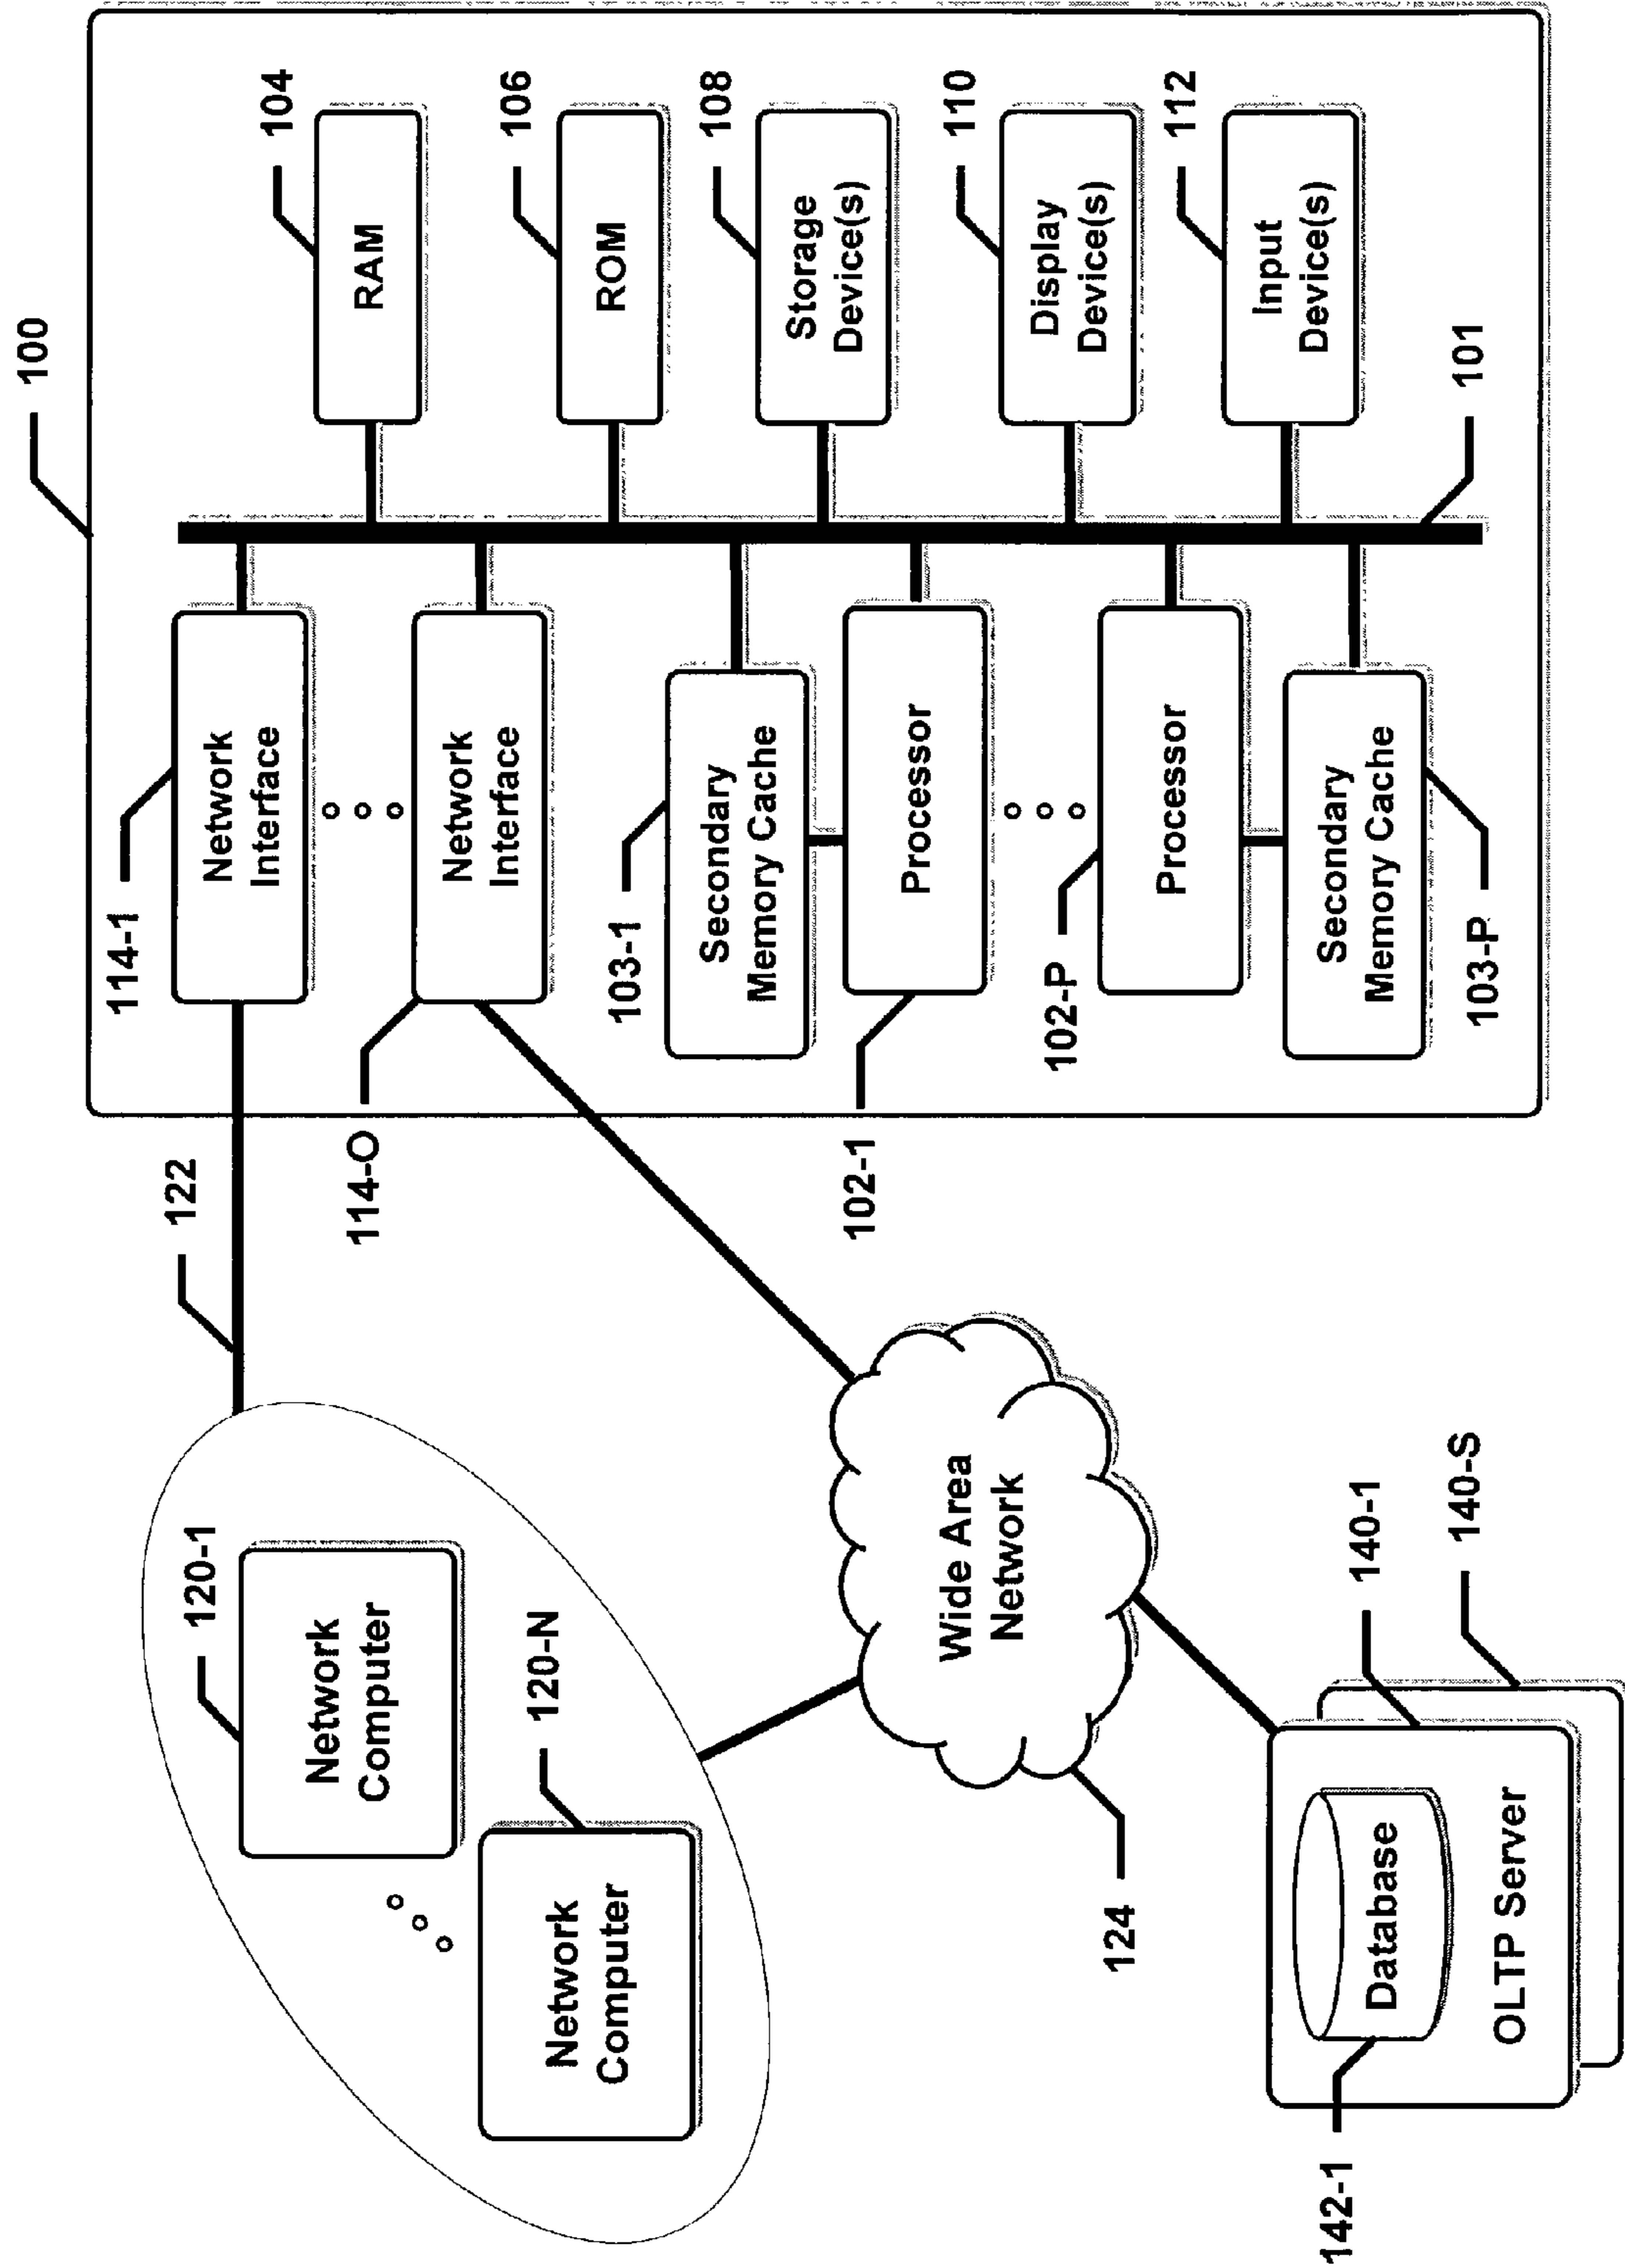 100
120-1
Network
Computer
120-N
Network
Computer
122
114-1
Network
Interface
114-O
Network
Interface
104
RAM
106
ROM
103-1
Secondary
Memory Cache
108
Storage
Device(s)
102-1
Processor
110
Display
Device(s)
Wide Area
Network
124
102-P
Processor
112
Input
Device(s)
103-P
Secondary
Memory Cache
101
142-1
Database
OLTP Server
140-1
140-S